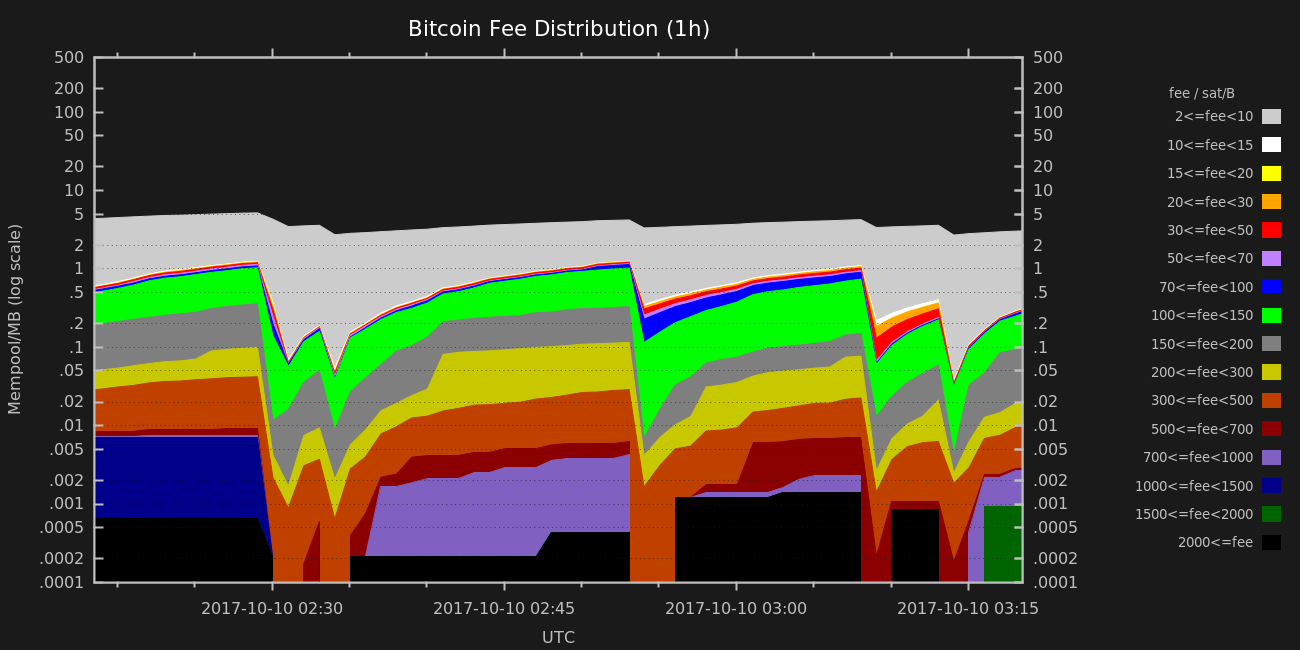 Bitcoin Fee Distribution (1h)
Mempool/MB (log scale)
500
200
100
50
20
10
5
2
1
.5
.2
.1
.05
.02
.01
.005
.002
.001
.0005
.0002
.0001
500
200
100
50
20
10
5
2
1
.5
.2
.1
.05
.02
.01
.005
.002
.001
.0005
.0002
.0001
2017-10-10 02:30
2017-10-10 02:45
2017-10-10 03:00
2017-10-10 03:15
UTC
fee / sat/B
2<=fee<10
10<=fee<15
15<=fee<20
20<=fee<30
30<=fee<50
50<=fee<70
70<=fee<100
100<=fee<150
150<=fee<200
200<=fee<300
300<=fee<500
500<=fee<700
700<=fee<1000
1000<=fee<1500
1500<=fee<2000
2000<=fee